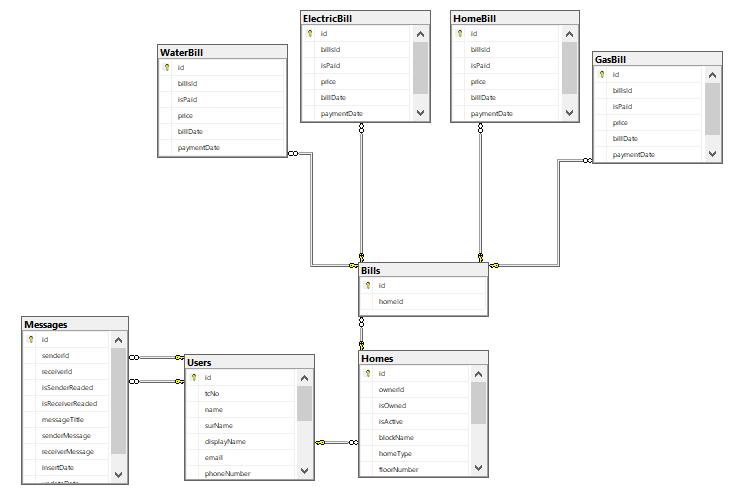 ElectricBill
id
billsId
isPaid
price
billDate
paymentDate
HomeBill
id
billsId
isPaid
price
billDate
paymentDate
WaterBill
id
billsId
isPaid
price
billDate
paymentDate
GasBill
id
billsId
isPaid
price
billDate
paymentDate
Bills
id
homeId
Messages
id
senderId
receiverId
isSenderReaded
isReceiverReaded
messageTitle
senderMessage
receiverMessage
insertDate
updateDate
Users
id
tcNo
name
surName
displayName
email
phoneNumber
Homes
id
ownerId
isOwned
isActive
blockName
homeType
floorNumber